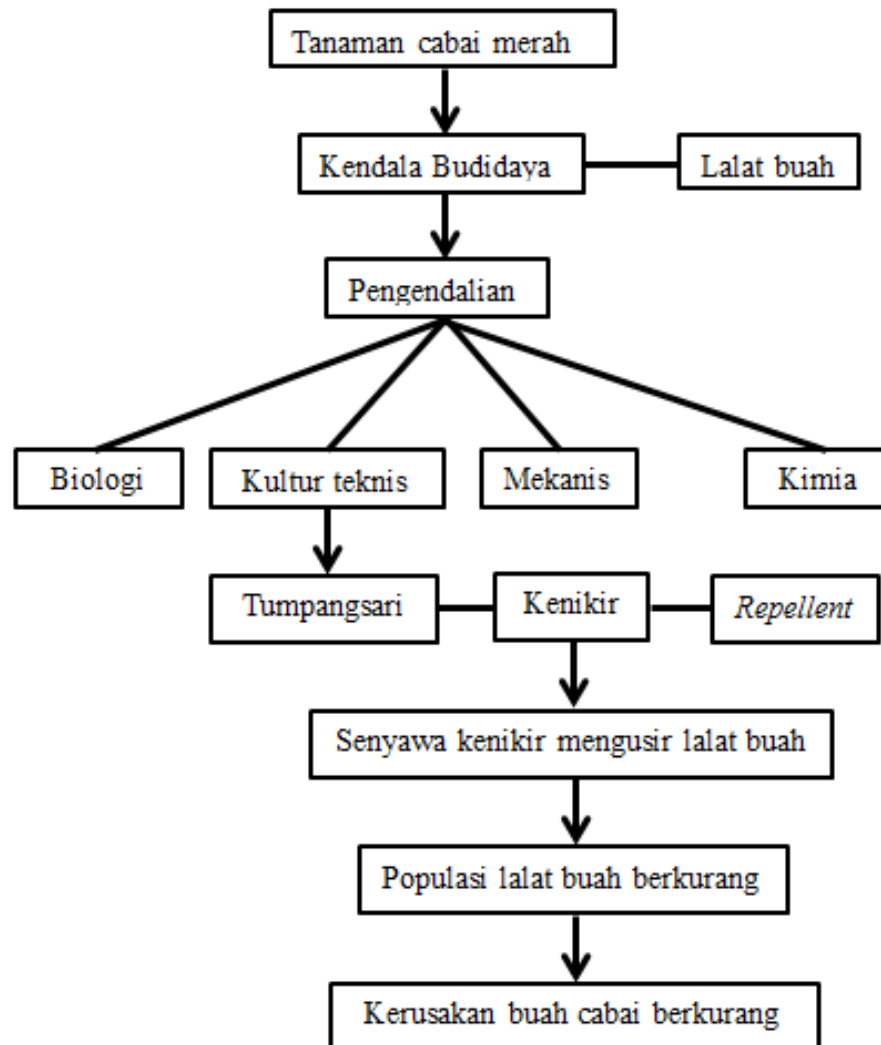 Tanaman cabai merah
Kendala Budidaya
Lalat buah
Pengendalian
Biologi
Kultur teknis
Mekanis
Kimia
Tumpangsari
Kenikir
Repellent
Senyawa kenikir mengusir lalat buah
Populasi lalat buah berkurang
Kerusakan buah cabai berkurang